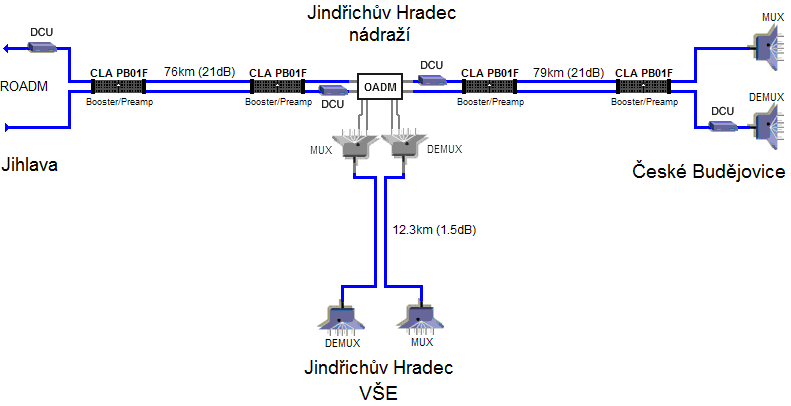 Jindřichův Hradec
nádraží
MUX
DCU
DCU
CLA PB01F
76km (21dB)
CLA PB01F
CLA PB01F
79km (21dB)
CLA PB01F
ROADM
OADM
DEMUX
Booster/Preamp
Booster/Preamp
DCU
Booster/Preamp
Booster/Preamp
DCU
MUX
DEMUX
Jihlava
České Budějovice
12.3km (1.5dB)
DEMUX
MUX
Jindřichův Hradec
VŠE